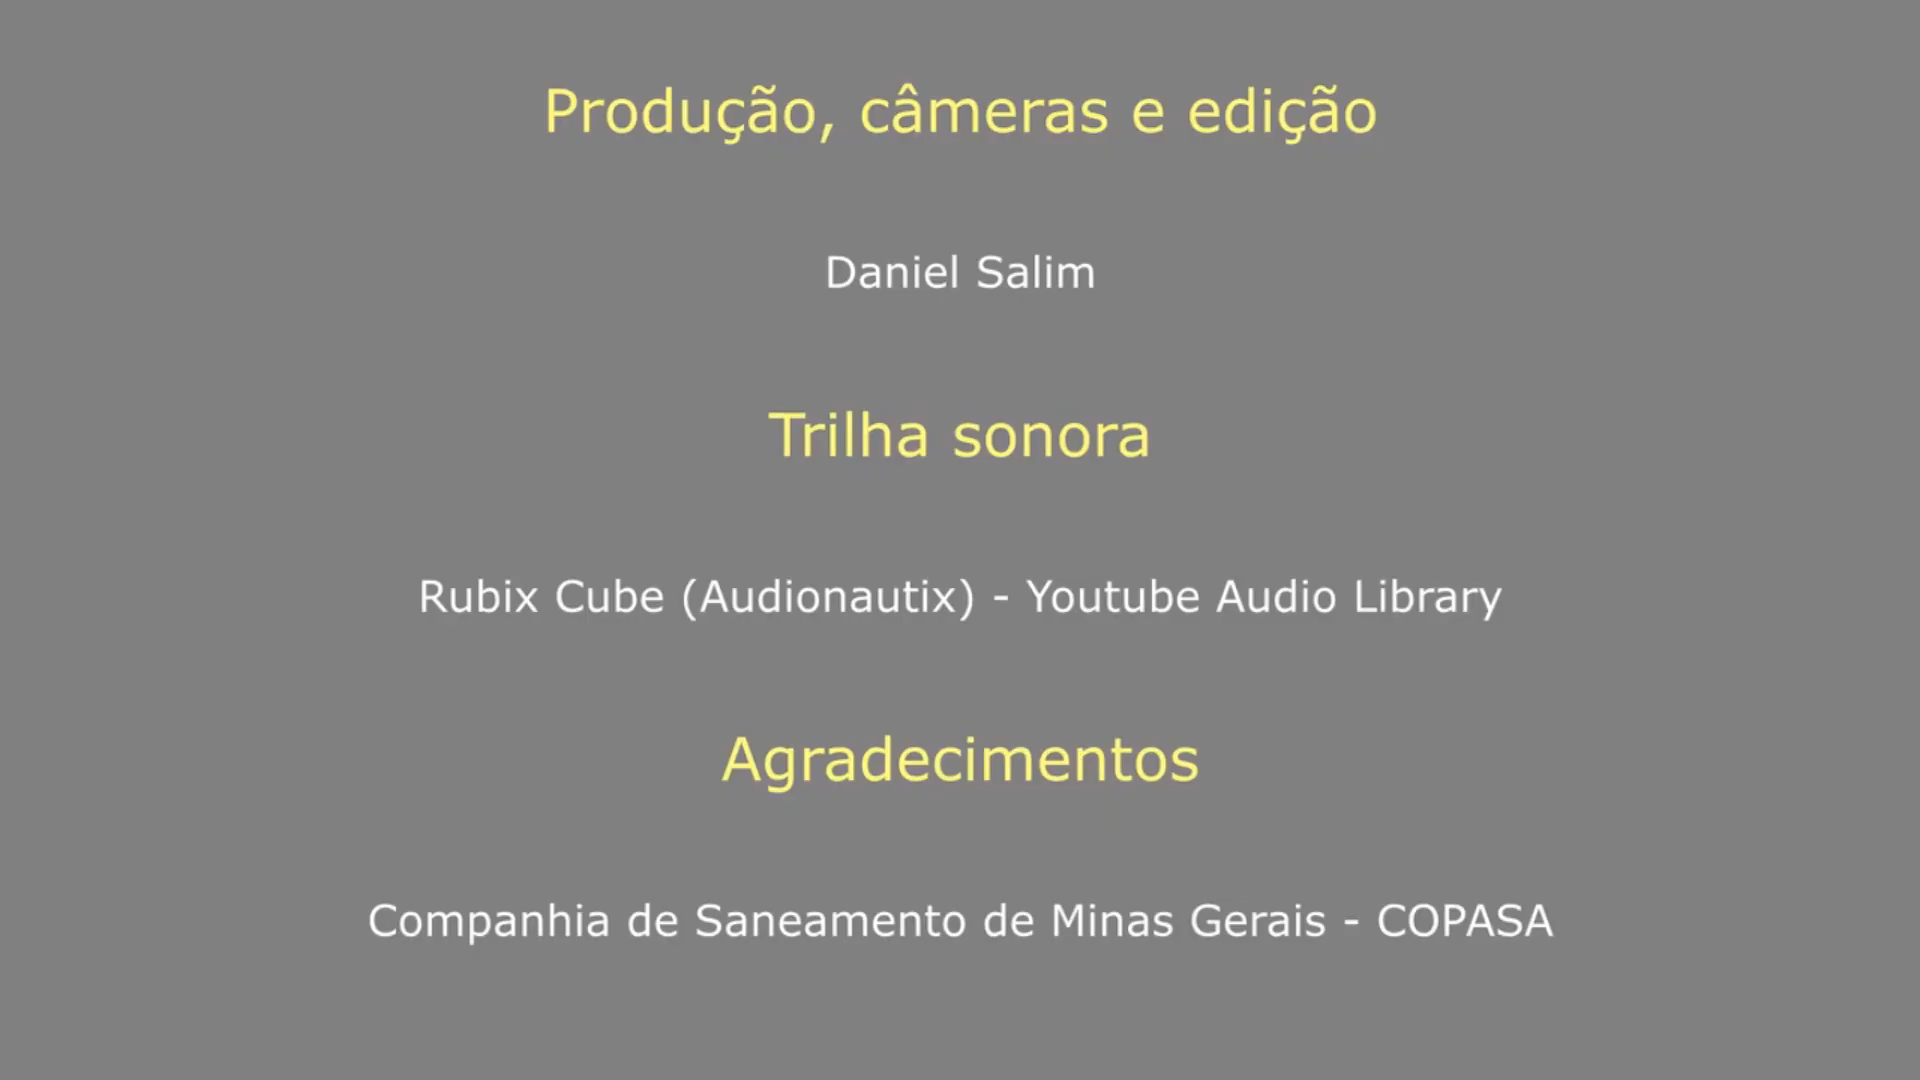 Produção, câmeras e edição
Daniel Salim
Trilha sonora
Rubix Cube (Audionautix) - Youtube Audio Library
Agradecimentos
Companhia de Saneamento de Minas Gerais - COPASA